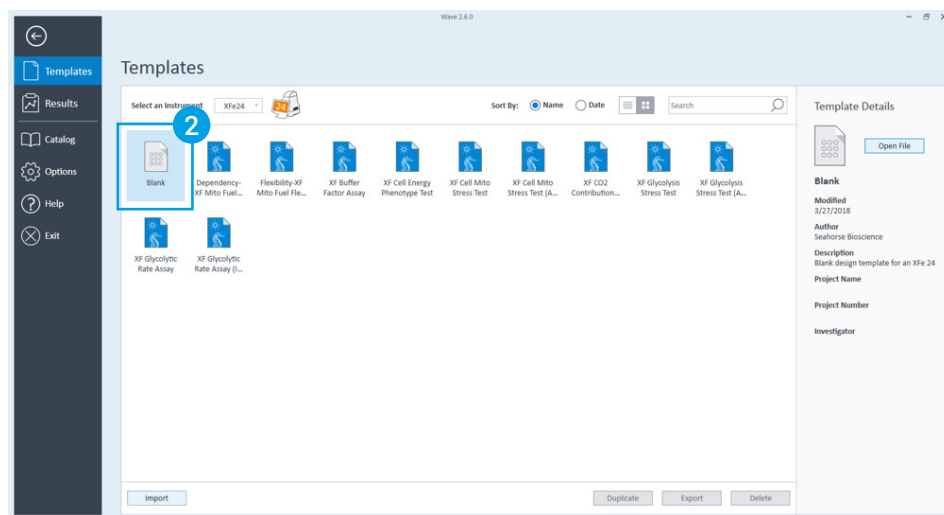 Wave 2.6.0
Templates
Results
Catalog
Options
Help
Exit
Templates
Select an Instrument XFe24 24 Sort By: Name Date Search
2
Blank
Dependency-
XF Mito Fuel...
Flexibility-XF
Mito Fuel Fle...
XF Buffer
Factor Assay
XF Cell Energy
Phenotype Test
XF Cell Mito
Stress Test
XF Cell Mito
Stress Test (A...
XF CO2
Contribution...
XF Glycolysis
Stress Test
XF Glycolysis
Stress Test (A...
XF Glycolytic
Rate Assay
XF Glycolytic
Rate Assay (I...
Import Duplicate Export Delete
Template Details
Open File
Blank
Modified
3/27/2018
Author
Seahorse Bioscience
Description
Blank design template for an XFe 24
Project Name
Project Number
Investigator